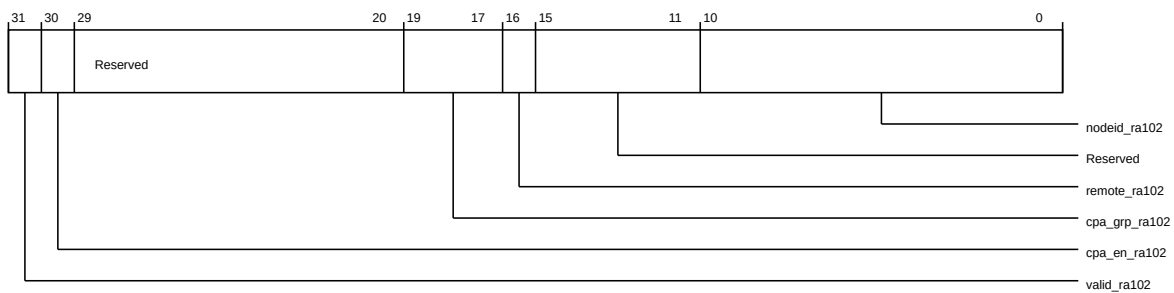 31 30 29 20 19 17 16 15 11 10 0
Reserved
nodeid_ra102
Reserved
remote_ra102
cpa_grp_ra102
cpa_en_ra102
valid_ra102